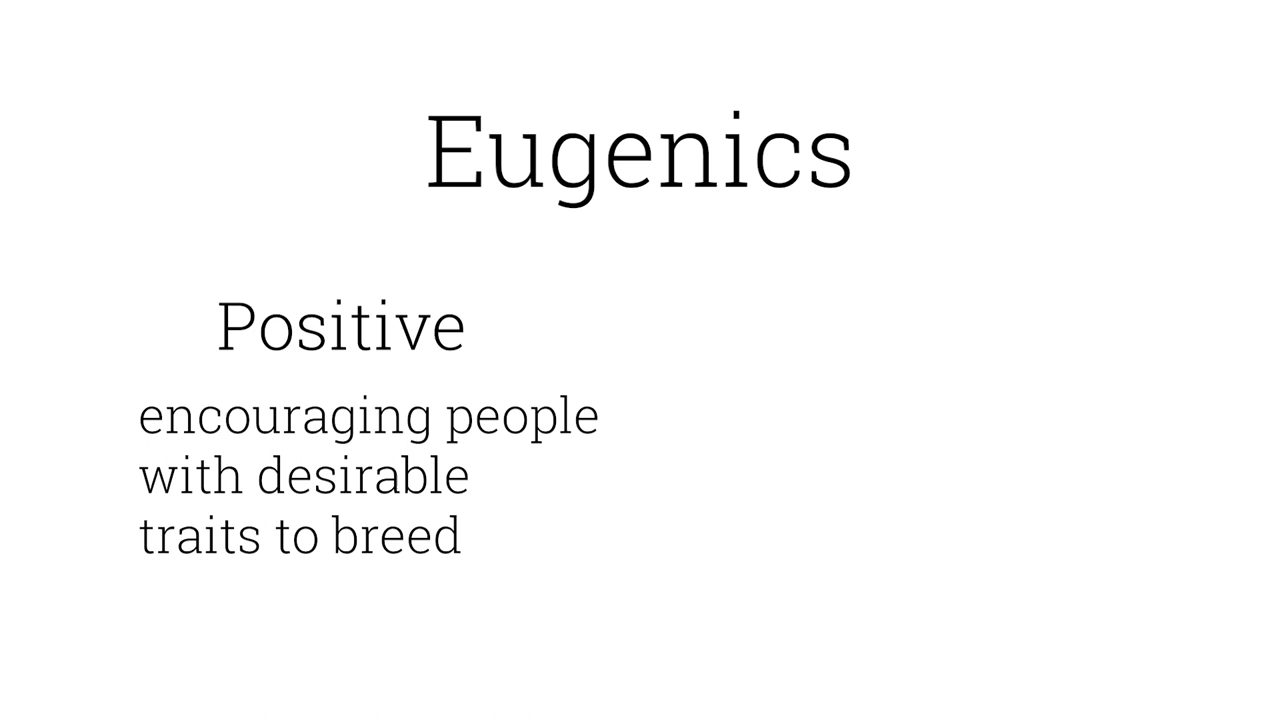 Eugenics
Positive
encouraging people
with desirable
traits to breed